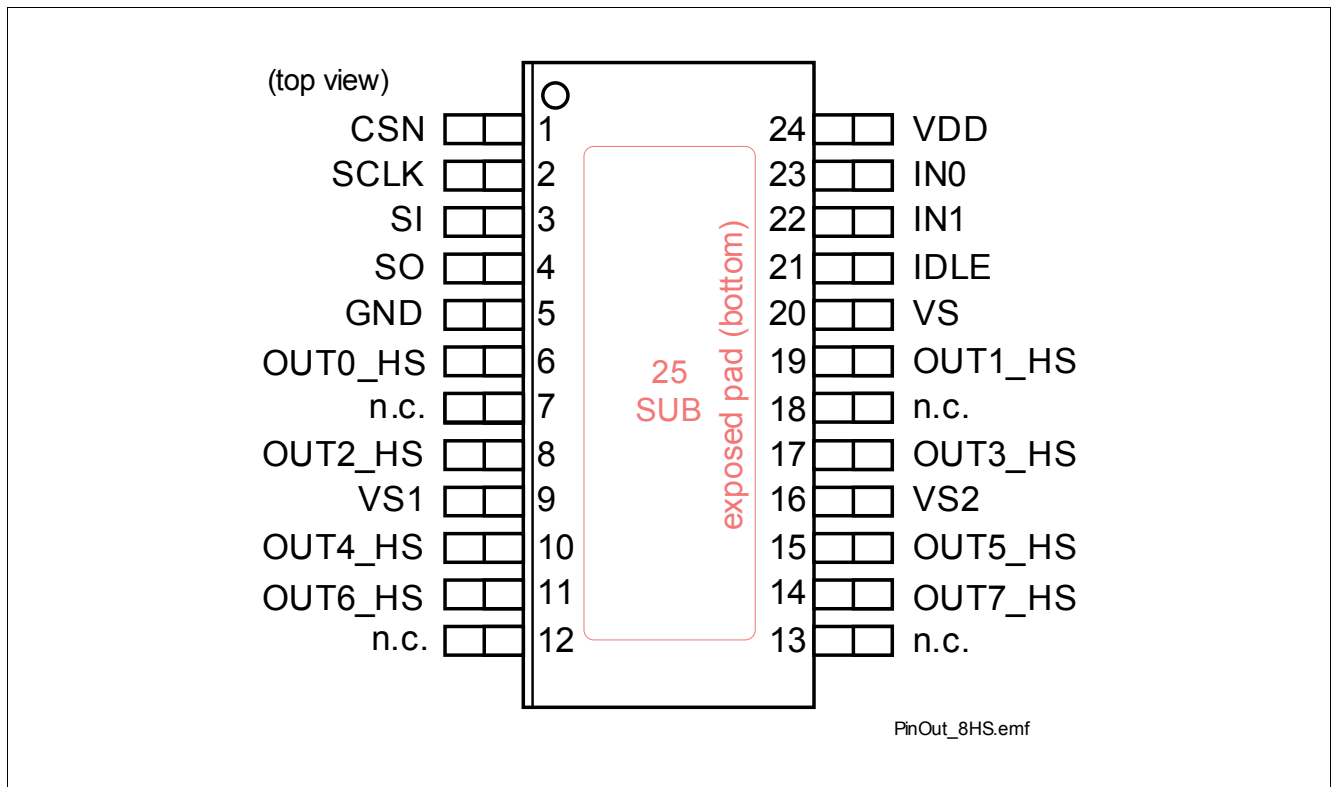 (top view)
CSN 1 24 VDD
SCLK 2 23 IN0
SI 3 22 IN1
SO 4 21 IDLE
GND 5 20 VS
OUT0_HS 6 19 OUT1_HS
n.c. 7 18 n.c.
OUT2_HS 8 17 OUT3_HS
VS1 9 16 VS2
OUT4_HS 10 15 OUT5_HS
OUT6_HS 11 14 OUT7_HS
n.c. 12 13 n.c.
25
SUB
exposed pad (bottom)
PinOut_8HS.emf